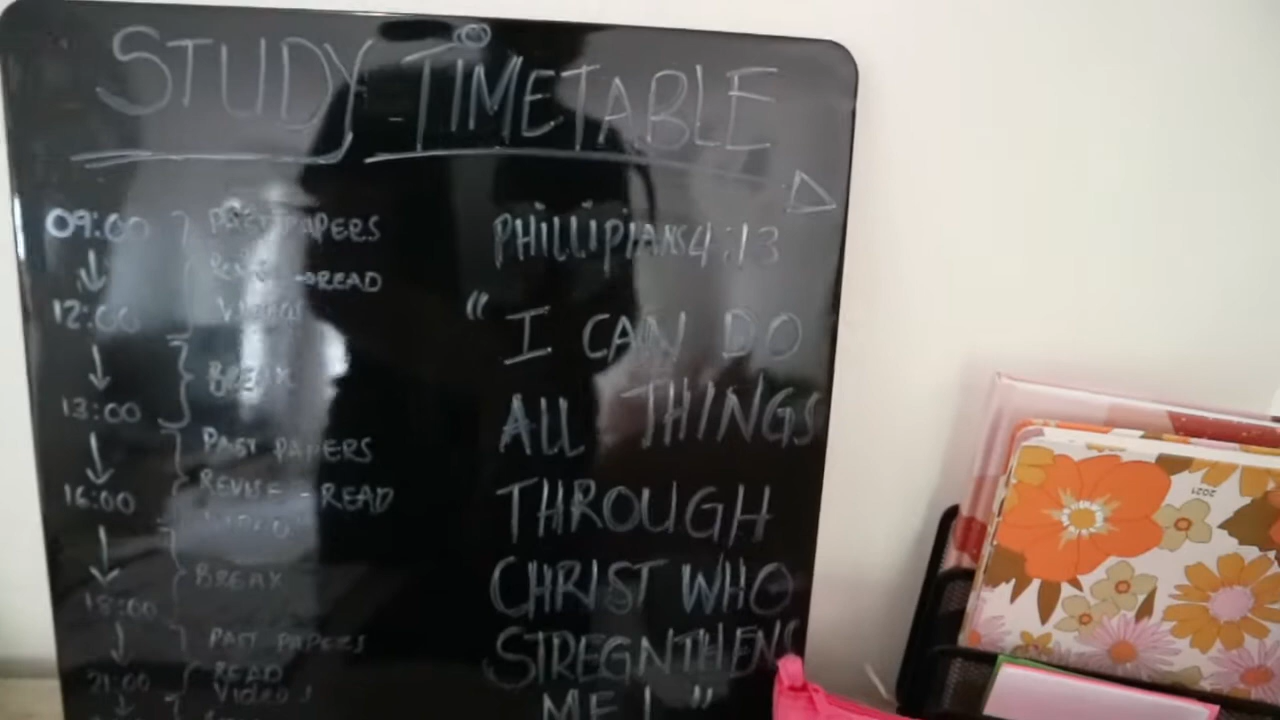 STUDY TIMETABLE
09:00 PAST PAPERS
REVISE - READ
12:00 VIDEOS
BREAK
13:00
PAST PAPERS
16:00 REVISE - READ
VIDEOS
BREAK
18:00
PAST PAPERS
READ
21:00 VIDEOS
PHILLIPIANS 4:13
"I CAN DO
ALL THINGS
THROUGH
CHRIST WHO
STREGNTHENS
ME!"
2021